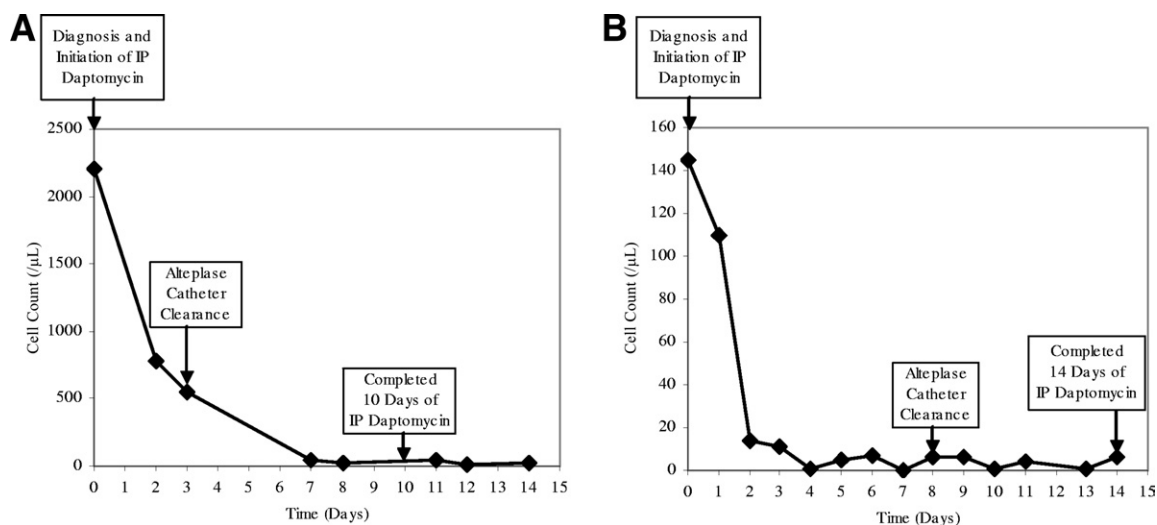 A
Diagnosis and
Initiation of IP
Daptomycin
2500
2000
1500
1000
500
0
Cell Count (/μL)
Alteplase
Catheter
Clearance
Completed
10 Days of
IP Daptomycin
0 1 2 3 4 5 6 7 8 9 10 11 12 13 14 15
Time (Days)
B
Diagnosis and
Initiation of IP
Daptomycin
160
140
120
100
80
60
40
20
0
Cell Count (/μL)
Alteplase
Catheter
Clearance
Completed
14 Days of
IP Daptomycin
0 1 2 3 4 5 6 7 8 9 10 11 12 13 14 15
Time (Days)